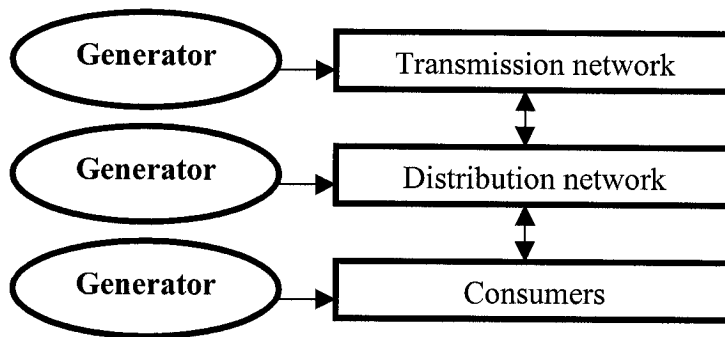 Generator
Transmission network
Generator
Distribution network
Generator
Consumers